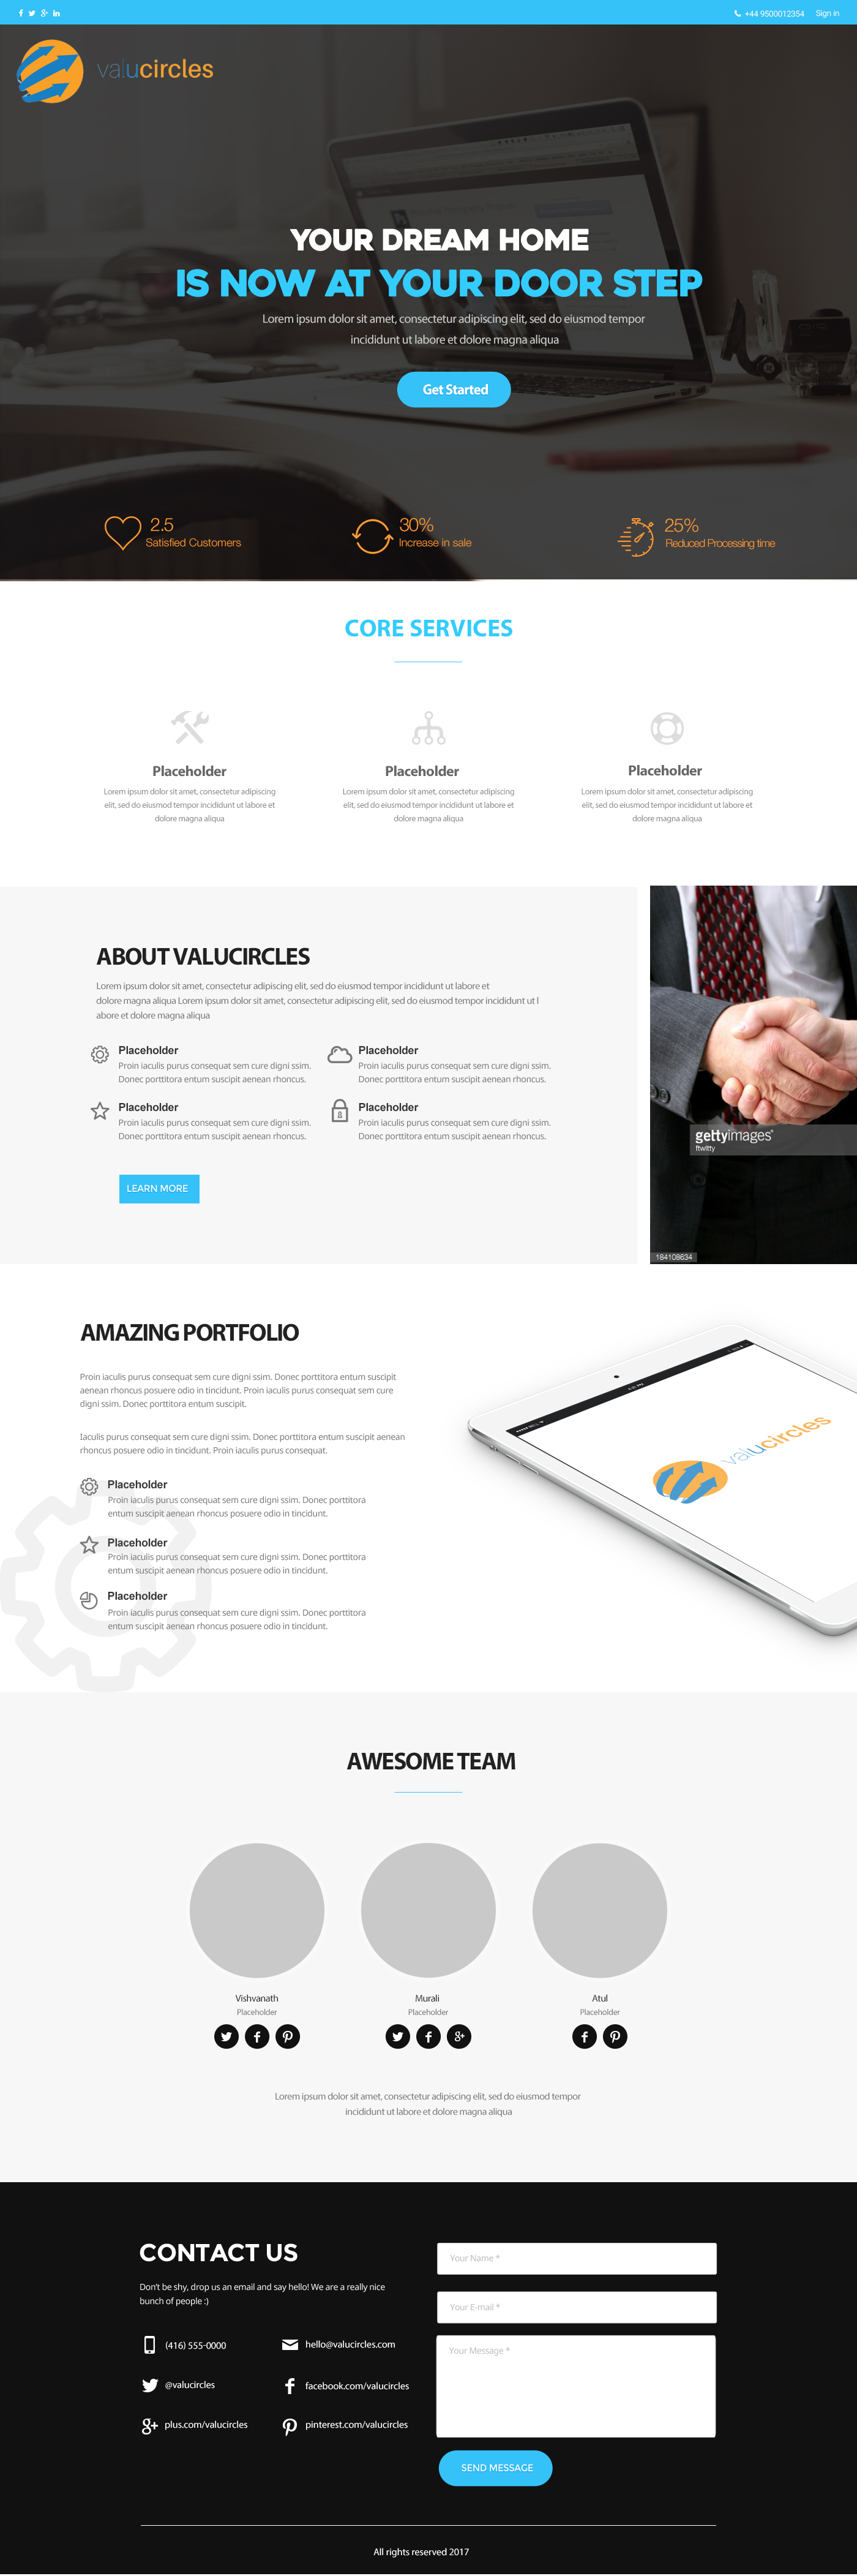 +44 9500012354 Sign in
valucircles
YOUR DREAM HOME
IS NOW AT YOUR DOOR STEP
Lorem ipsum dolor sit amet, consectetur adipiscing elit, sed do eiusmod tempor
incididunt ut labore et dolore magna aliqua
Get Started
2.5
Satisfied Customers
30%
Increase in sale
25%
Reduced Processing time
CORE SERVICES
Placeholder
Lorem ipsum dolor sit amet, consectetur adipiscing
elit, sed do eiusmod tempor incididunt ut labore et
dolore magna aliqua
Placeholder
Lorem ipsum dolor sit amet, consectetur adipiscing
elit, sed do eiusmod tempor incididunt ut labore et
dolore magna aliqua
Placeholder
Lorem ipsum dolor sit amet, consectetur adipiscing
elit, sed do eiusmod tempor incididunt ut labore et
dolore magna aliqua
ABOUT VALUCIRCLES
Lorem ipsum dolor sit amet, consectetur adipiscing elit, sed do eiusmod tempor incididunt ut labore et
dolore magna aliqua Lorem ipsum dolor sit amet, consectetur adipiscing elit, sed do eiusmod tempor incididunt ut l
abore et dolore magna aliqua
Placeholder
Proin iaculis purus consequat sem cure digni ssim.
Donec porttitora entum suscipit aenean rhoncus.
Placeholder
Proin iaculis purus consequat sem cure digni ssim.
Donec porttitora entum suscipit aenean rhoncus.
Placeholder
Proin iaculis purus consequat sem cure digni ssim.
Donec porttitora entum suscipit aenean rhoncus.
Placeholder
Proin iaculis purus consequat sem cure digni ssim.
Donec porttitora entum suscipit aenean rhoncus.
LEARN MORE
gettyimages®
ftwitty
184108634
AMAZING PORTFOLIO
Proin iaculis purus consequat sem cure digni ssim. Donec porttitora entum suscipit
aenean rhoncus posuere odio in tincidunt. Proin iaculis purus consequat sem cure
digni ssim. Donec porttitora entum suscipit.
Iaculis purus consequat sem cure digni ssim. Donec porttitora entum suscipit aenean
rhoncus posuere odio in tincidunt. Proin iaculis purus consequat.
Placeholder
Proin iaculis purus consequat sem cure digni ssim. Donec porttitora
entum suscipit aenean rhoncus posuere odio in tincidunt.
Placeholder
Proin iaculis purus consequat sem cure digni ssim. Donec porttitora
entum suscipit aenean rhoncus posuere odio in tincidunt.
Placeholder
Proin iaculis purus consequat sem cure digni ssim. Donec porttitora
entum suscipit aenean rhoncus posuere odio in tincidunt.
valucircles
AWESOME TEAM
Vishvanath
Placeholder
Murali
Placeholder
Atul
Placeholder
Lorem ipsum dolor sit amet, consectetur adipiscing elit, sed do eiusmod tempor
incididunt ut labore et dolore magna aliqua
CONTACT US
Don't be shy, drop us an email and say hello! We are a really nice
bunch of people :)
(416) 555-0000
hello@valucircles.com
@valucircles
facebook.com/valucircles
plus.com/valucircles
pinterest.com/valucircles
Your Name *
Your E-mail *
Your Message *
SEND MESSAGE
All rights reserved 2017